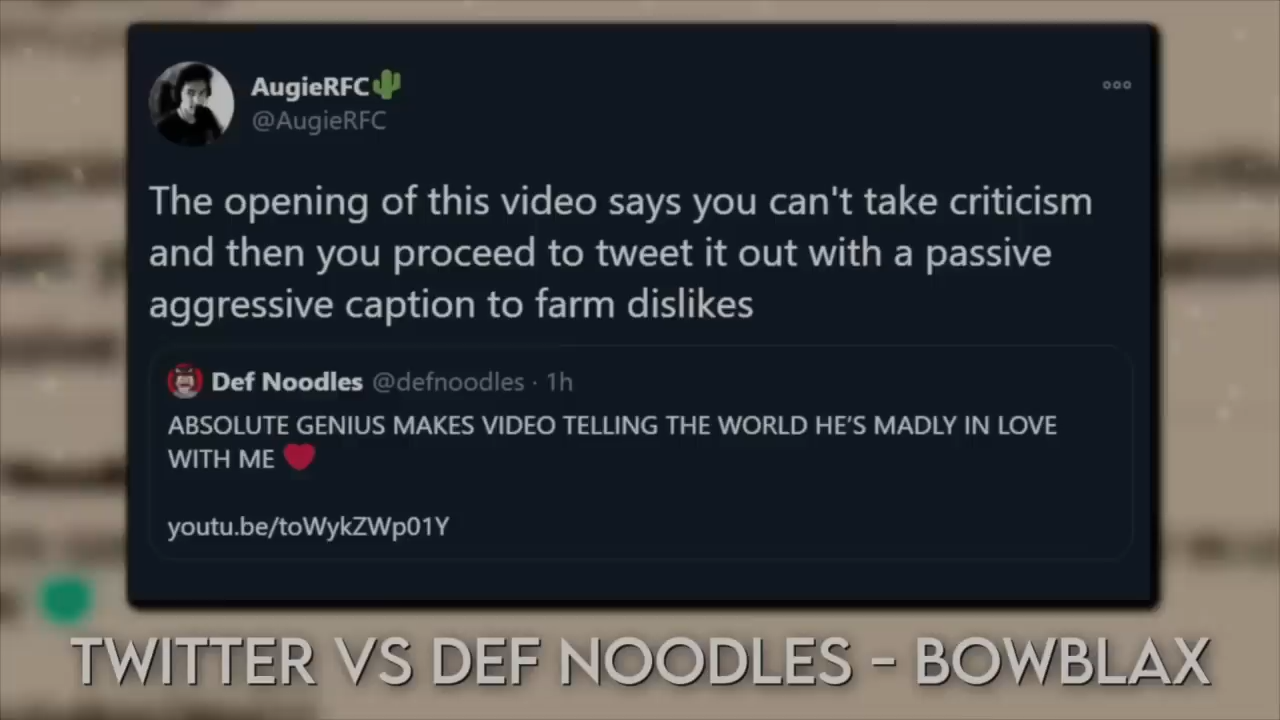 AugieRFC🌵
@AugieRFC
The opening of this video says you can't take criticism
and then you proceed to tweet it out with a passive
aggressive caption to farm dislikes
Def Noodles @defnoodles · 1h
ABSOLUTE GENIUS MAKES VIDEO TELLING THE WORLD HE'S MADLY IN LOVE
WITH ME ❤️
youtu.be/toWykZWp01Y
TWITTER VS DEF NOODLES - BOWBLAX